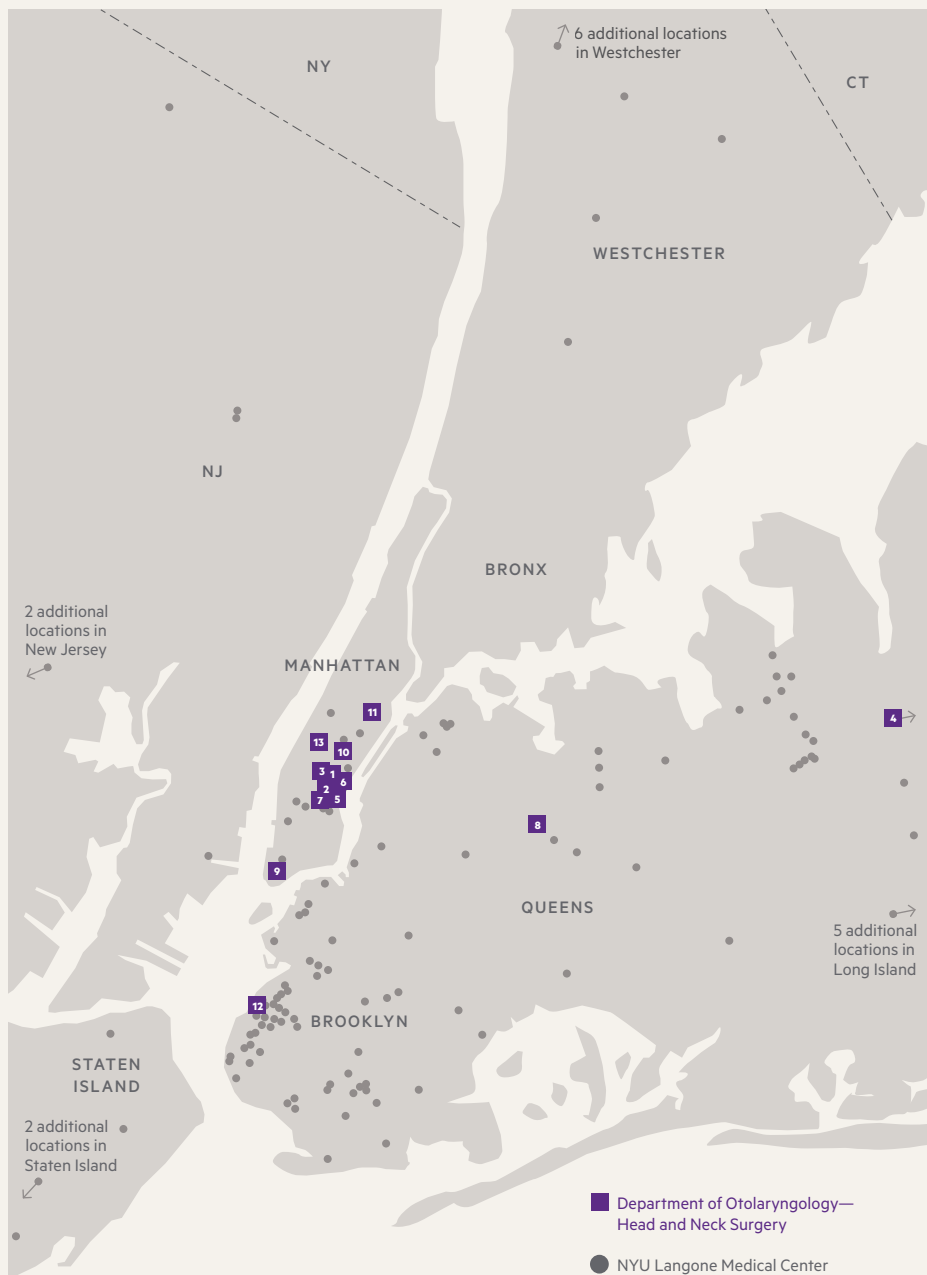 6 additional locations
in Westchester
NY
CT
WESTCHESTER
NJ
BRONX
2 additional
locations in
New Jersey
MANHATTAN
11
4
13
10
3
1
6
2
7
5
8
9
QUEENS
5 additional
locations in
Long Island
12
BROOKLYN
STATEN
ISLAND
2 additional
locations in
Staten Island
Department of Otolaryngology—
Head and Neck Surgery
NYU Langone Medical Center